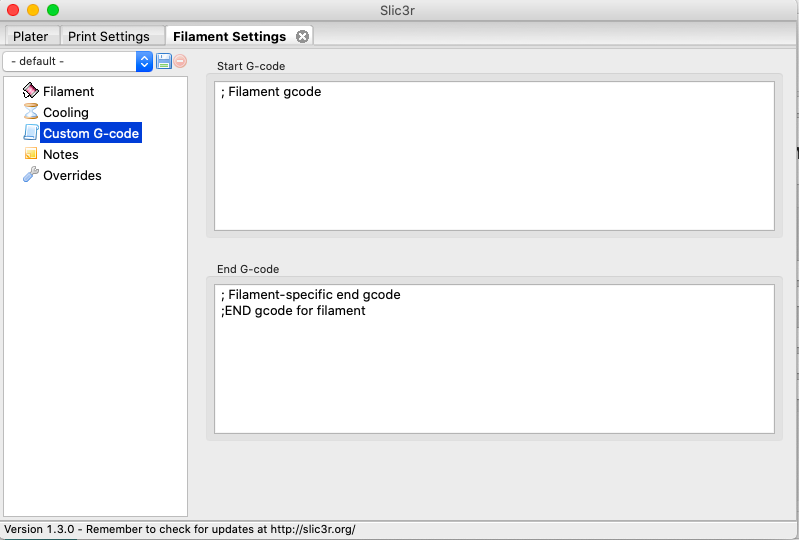 Slic3r
Plater Print Settings Filament Settings
- default -
Filament
Cooling
Custom G-code
Notes
Overrides
Start G-code
; Filament gcode
End G-code
; Filament-specific end gcode
;END gcode for filament
Version 1.3.0 - Remember to check for updates at http://slic3r.org/